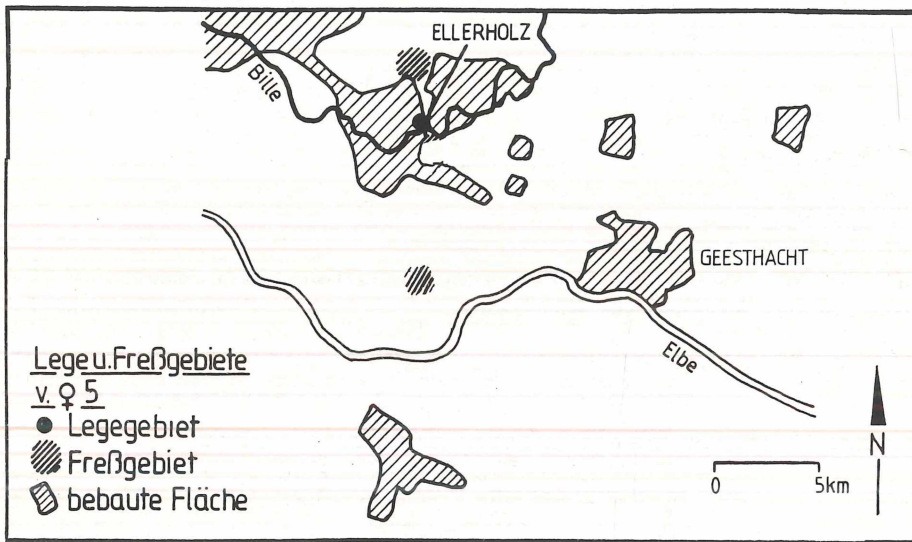 ELLERHOLZ
Bille
GEESTHACHT
Elbe
Lege u. Freßgebiete
v. ♀ 5
Legegebiet
Freßgebiet
bebaute Fläche
N
0 5km